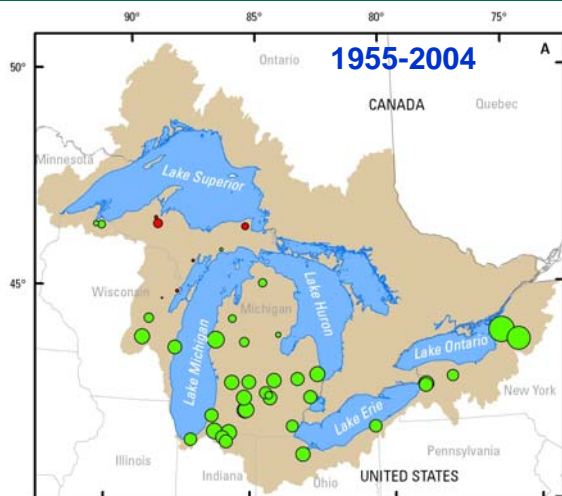 90°
85°
80°
75°
1955-2004
A
50°
Ontario
CANADA
Quebec
Minnesota
Lake Superior
45°
Wisconsin
Michigan
Lake Huron
Lake Michigan
Lake Ontario
New York
Lake Erie
Illinois
Indiana
Ohio
Pennsylvania
UNITED STATES